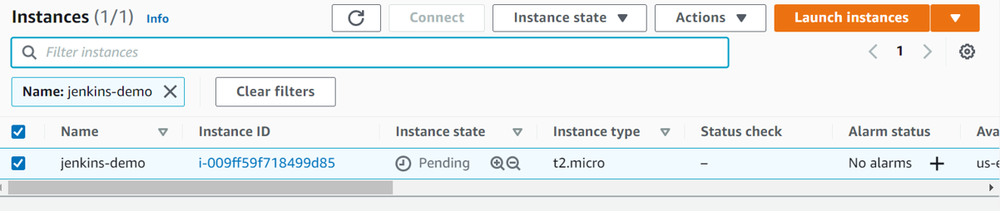 Instances (1/1) Info Connect Instance state Actions Launch instances
Filter instances 1
Name: jenkins-demo Clear filters
Name Instance ID Instance state Instance type Status check Alarm status Ava
jenkins-demo i-009ff59f718499d85 Pending t2.micro – No alarms us-e